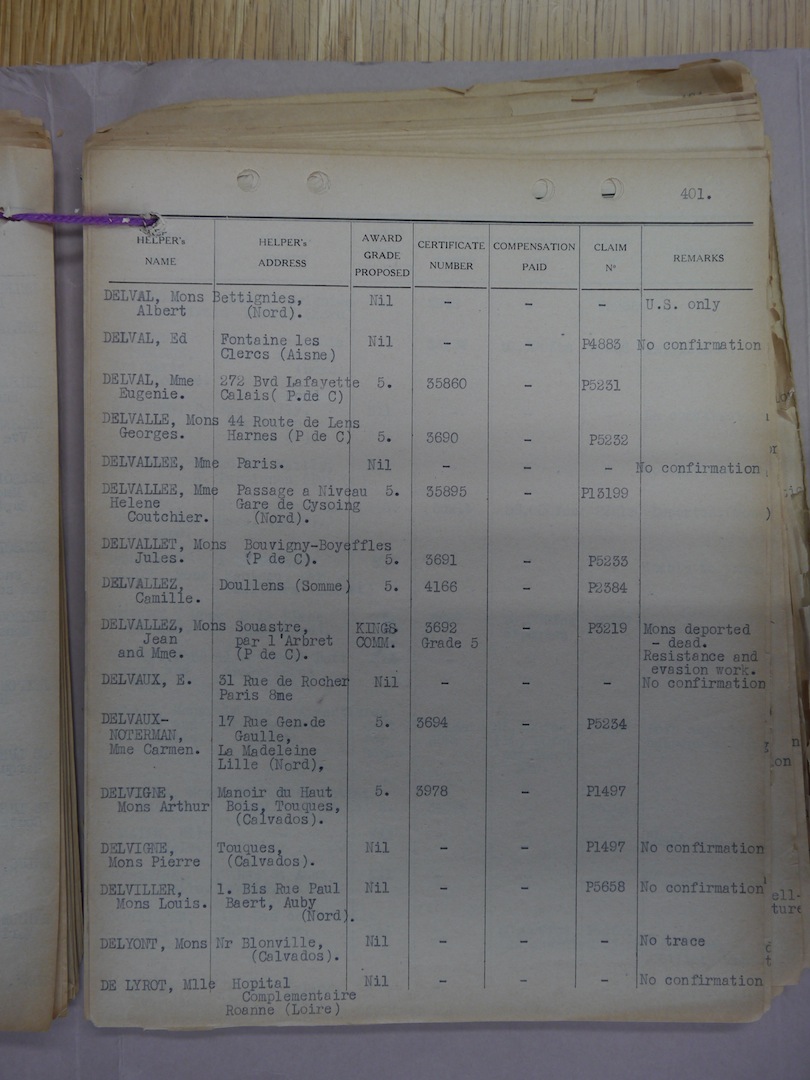 401.
HELPER's NAME HELPER's ADDRESS AWARD GRADE PROPOSED CERTIFICATE NUMBER COMPENSATION PAID CLAIM No REMARKS
DELVAL, Mons Bettignies, Nil - - - U.S. only
Albert (Nord).
DELVAL, Ed Fontaine les Nil - - P4883 No confirmation
Clercs (Aisne)
DELVAL, Mme 272 Bvd Lafayette 5. 35860 - P5231
Eugenie. Calais( P.de C)
DELVALLE, Mons 44 Route de Lens
Georges. Harnes (P de C) 5. 3690 - P5232
DELVALLEE, Mme Paris. Nil - - - No confirmation
DELVALLEE, Mme Passage a Niveau 5. 35895 - P13199
Helene Gare de Cysoing
Coutchier. (Nord).
DELVALLET, Mons Bouvigny-Boyeffles
Jules. (P de C). 5. 3691 - P5233
DELVALLEZ, Doullens (Somme) 5. 4166 - P2384
Camille.
DELVALLEZ, Mons Souastre, KINGS 3692 - P3219 Mons deported
Jean par l'Arbret COMM. Grade 5 - dead.
and Mme. (P de C). Resistance and
evasion work.
DELVAUX, E. 31 Rue de Rocher Nil - - - No confirmation
Paris 8me
DELVAUX- 17 Rue Gen.de 5. 3694 - P5234
NOTERMAN, Gaulle,
Mme Carmen. La Madeleine
Lille (Nord),
DELVIGNE, Manoir du Haut 5. 3978 - P1497
Mons Arthur Bois, Touques,
(Calvados).
DELVIGNE, Touques, Nil - - P1497 No confirmation
Mons Pierre (Calvados).
DELVILLER, 1. Bis Rue Paul Nil - - P5658 No confirmation
Mons Louis. Baert, Auby
(Nord).
DELYONT, Mons Nr Blonville, Nil - - - No trace
(Calvados).
DE LYROT, Mlle Hopital Nil - - - No confirmation
Complementaire
Roanne (Loire)